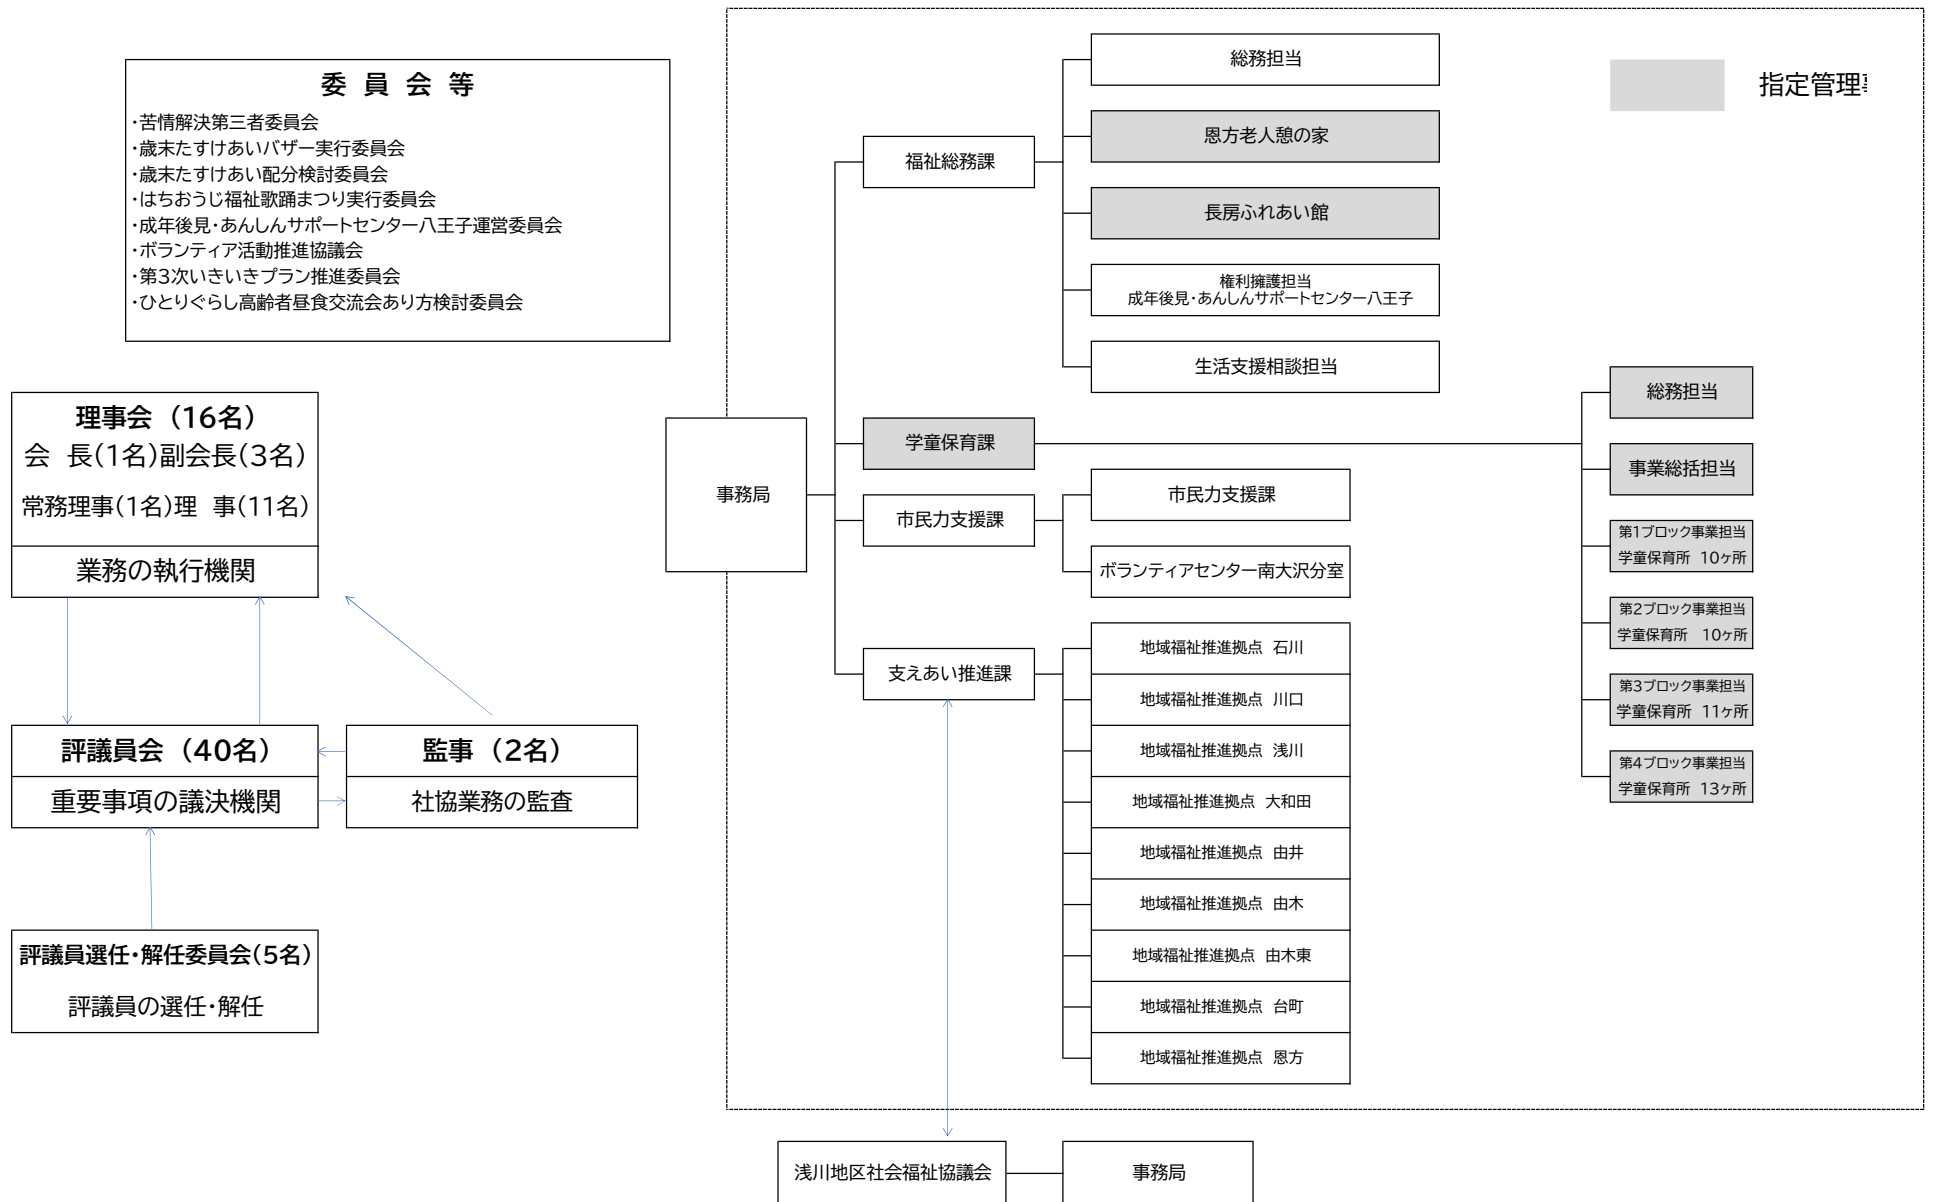 委 員 会 等
・苦情解決第三者委員会
・歳末たすけあいバザー実行委員会
・歳末たすけあい配分検討委員会
・はちおうじ福祉歌踊まつり実行委員会
・成年後見・あんしんサポートセンター八王子運営委員会
・ボランティア活動推進協議会
・第3次いきいきプラン推進委員会
・ひとりぐらし高齢者昼食交流会あり方検討委員会
理事会 (16名)
会 長(1名)副会長(3名)
常務理事(1名)理 事(11名)
業務の執行機関
評議員会 (40名)
重要事項の議決機関
監事 (2名)
社協業務の監査
評議員選任・解任委員会(5名)
評議員の選任・解任
事務局
福祉総務課
総務担当
恩方老人憩の家
長房ふれあい館
権利擁護担当
成年後見・あんしんサポートセンター八王子
生活支援相談担当
学童保育課
総務担当
事業総括担当
第1ブロック事業担当
学童保育所 10ヶ所
第2ブロック事業担当
学童保育所 10ヶ所
第3ブロック事業担当
学童保育所 11ヶ所
第4ブロック事業担当
学童保育所 13ヶ所
市民力支援課
市民力支援課
ボランティアセンター南大沢分室
支えあい推進課
地域福祉推進拠点 石川
地域福祉推進拠点 川口
地域福祉推進拠点 浅川
地域福祉推進拠点 大和田
地域福祉推進拠点 由井
地域福祉推進拠点 由木
地域福祉推進拠点 由木東
地域福祉推進拠点 台町
地域福祉推進拠点 恩方
指定管理
浅川地区社会福祉協議会
事務局